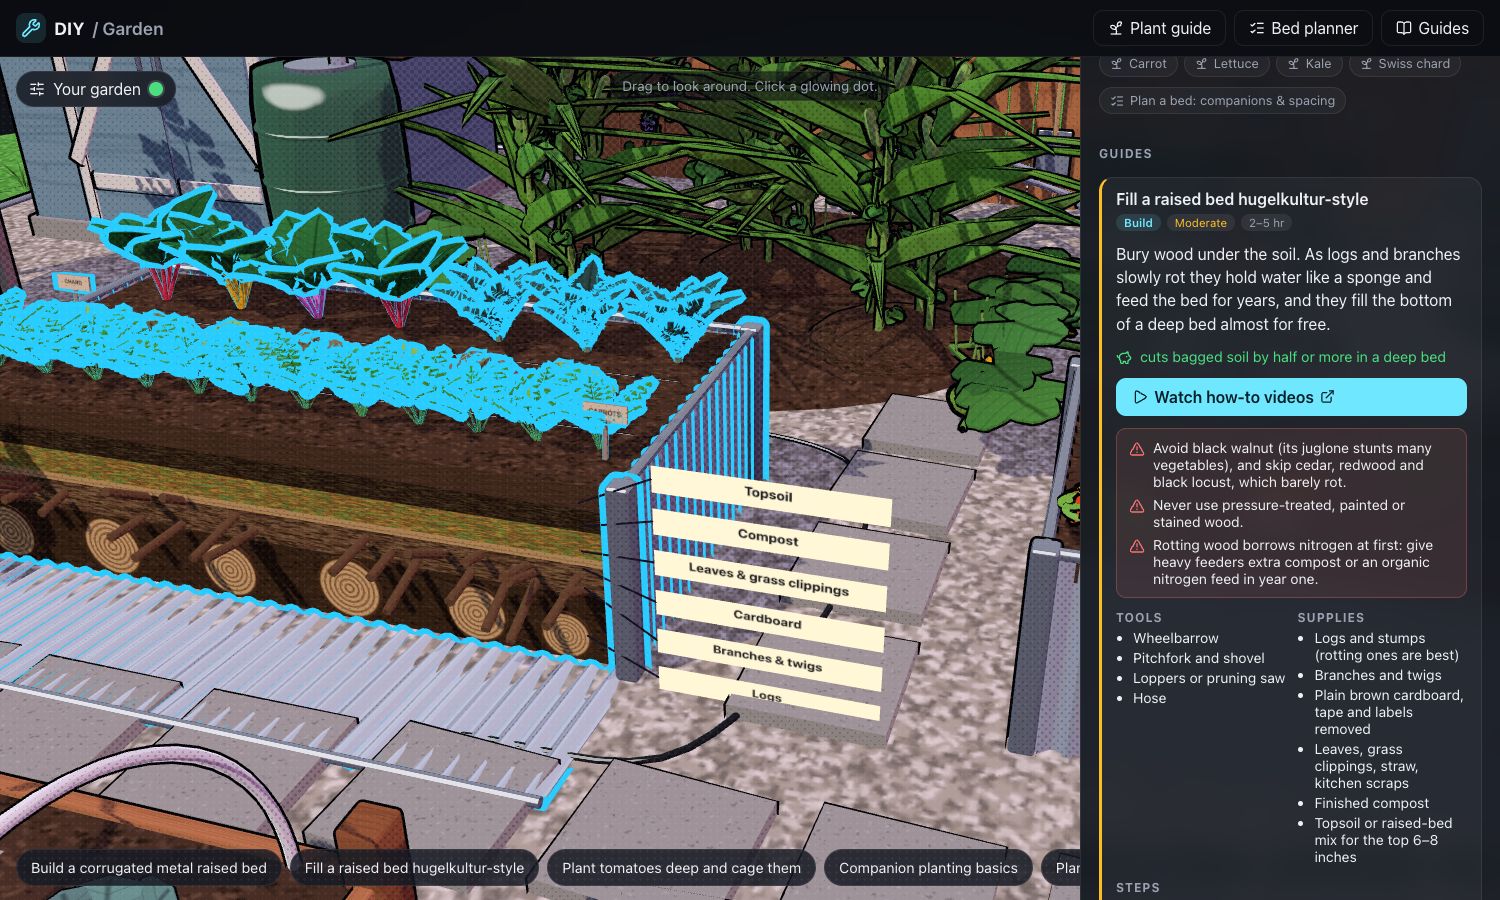 DIY / Garden
Plant guide
Bed planner
Guides
Your garden
Drag to look around. Click a glowing dot.
Carrot
Lettuce
Kale
Swiss chard
Plan a bed: companions & spacing
GUIDES
Fill a raised bed hugelkultur-style
Build
Moderate
2–5 hr
Bury wood under the soil. As logs and branches
slowly rot they hold water like a sponge and
feed the bed for years, and they fill the bottom
of a deep bed almost for free.
cuts bagged soil by half or more in a deep bed
Watch how-to videos
Avoid black walnut (its juglone stunts many
vegetables), and skip cedar, redwood and
black locust, which barely rot.
Never use pressure-treated, painted or
stained wood.
Rotting wood borrows nitrogen at first: give
heavy feeders extra compost or an organic
nitrogen feed in year one.
TOOLS
Wheelbarrow
Pitchfork and shovel
Loppers or pruning saw
Hose
SUPPLIES
Logs and stumps
(rotting ones are best)
Branches and twigs
Plain brown cardboard,
tape and labels
removed
Leaves, grass
clippings, straw,
kitchen scraps
Finished compost
Topsoil or raised-bed
mix for the top 6–8
inches
STEPS
CHARD
CARROTS
Topsoil
Compost
Leaves & grass clippings
Cardboard
Branches & twigs
Logs
Build a corrugated metal raised bed
Fill a raised bed hugelkultur-style
Plant tomatoes deep and cage them
Companion planting basics
Plan